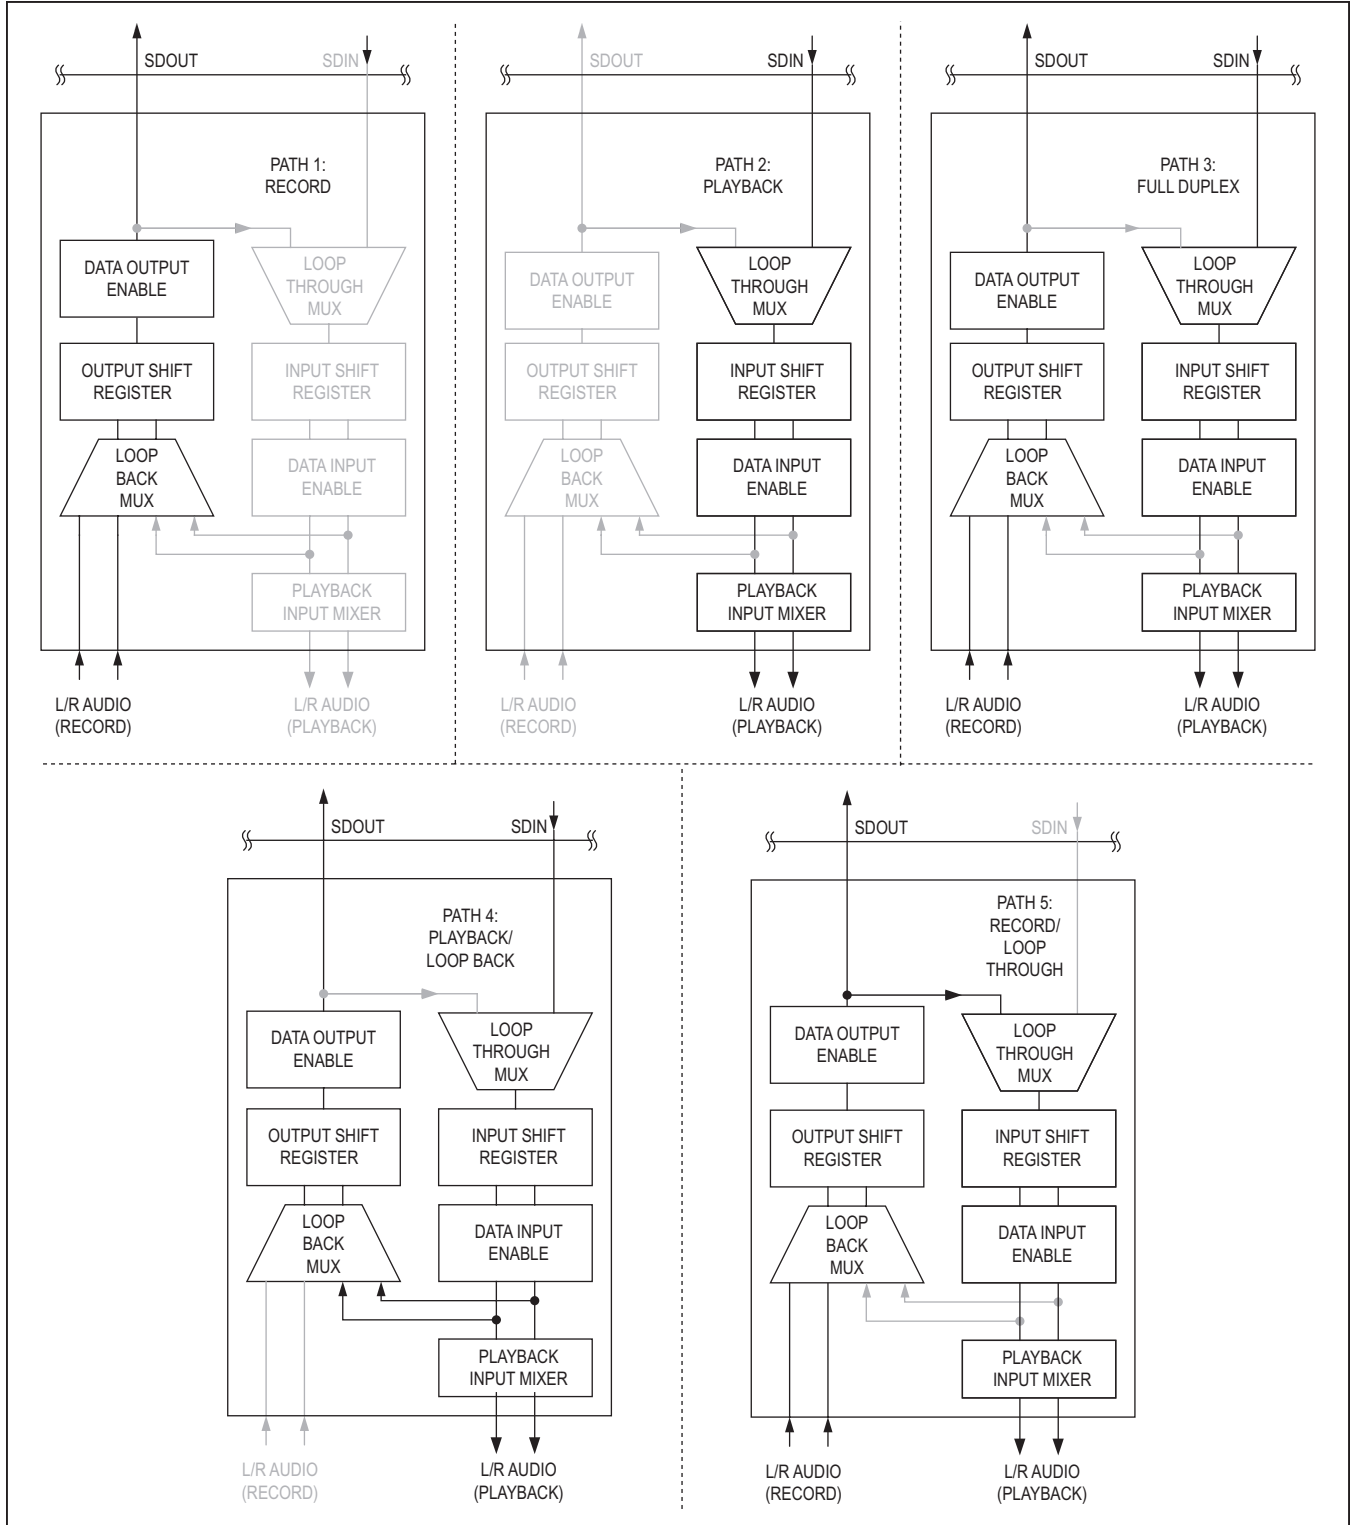 SDOUT
SDIN
PATH 1:
RECORD
DATA OUTPUT
ENABLE
LOOP
THROUGH
MUX
OUTPUT SHIFT
REGISTER
INPUT SHIFT
REGISTER
LOOP
BACK
MUX
DATA INPUT
ENABLE
PLAYBACK
INPUT MIXER
L/R AUDIO
(RECORD)
L/R AUDIO
(PLAYBACK)
SDOUT
SDIN
PATH 2:
PLAYBACK
DATA OUTPUT
ENABLE
LOOP
THROUGH
MUX
OUTPUT SHIFT
REGISTER
INPUT SHIFT
REGISTER
LOOP
BACK
MUX
DATA INPUT
ENABLE
PLAYBACK
INPUT MIXER
L/R AUDIO
(RECORD)
L/R AUDIO
(PLAYBACK)
SDOUT
SDIN
PATH 3:
FULL DUPLEX
DATA OUTPUT
ENABLE
LOOP
THROUGH
MUX
OUTPUT SHIFT
REGISTER
INPUT SHIFT
REGISTER
LOOP
BACK
MUX
DATA INPUT
ENABLE
PLAYBACK
INPUT MIXER
L/R AUDIO
(RECORD)
L/R AUDIO
(PLAYBACK)
SDOUT
SDIN
PATH 4:
PLAYBACK/
LOOP BACK
DATA OUTPUT
ENABLE
LOOP
THROUGH
MUX
OUTPUT SHIFT
REGISTER
INPUT SHIFT
REGISTER
LOOP
BACK
MUX
DATA INPUT
ENABLE
PLAYBACK
INPUT MIXER
L/R AUDIO
(RECORD)
L/R AUDIO
(PLAYBACK)
SDOUT
SDIN
PATH 5:
RECORD/
LOOP
THROUGH
DATA OUTPUT
ENABLE
LOOP
THROUGH
MUX
OUTPUT SHIFT
REGISTER
INPUT SHIFT
REGISTER
LOOP
BACK
MUX
DATA INPUT
ENABLE
PLAYBACK
INPUT MIXER
L/R AUDIO
(RECORD)
L/R AUDIO
(PLAYBACK)